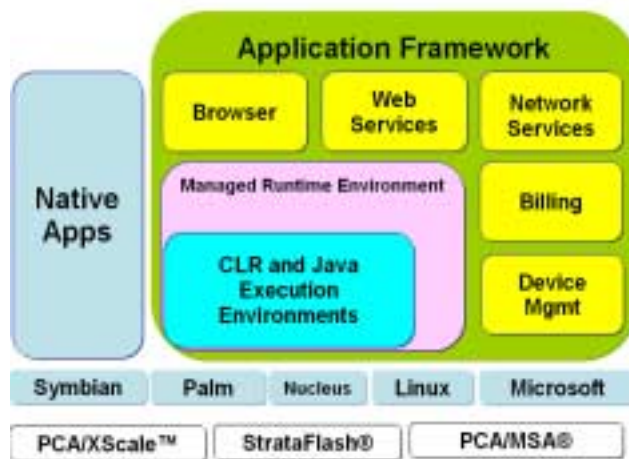 Application Framework
Browser
Web
Services
Network
Services
Native
Apps
Managed Runtime Environment
Billing
CLR and Java
Execution
Environments
Device
Mgmt
Symbian
Palm
Nucleus
Linux
Microsoft
PCA/XScale™
StrataFlash®
PCA/MSA®